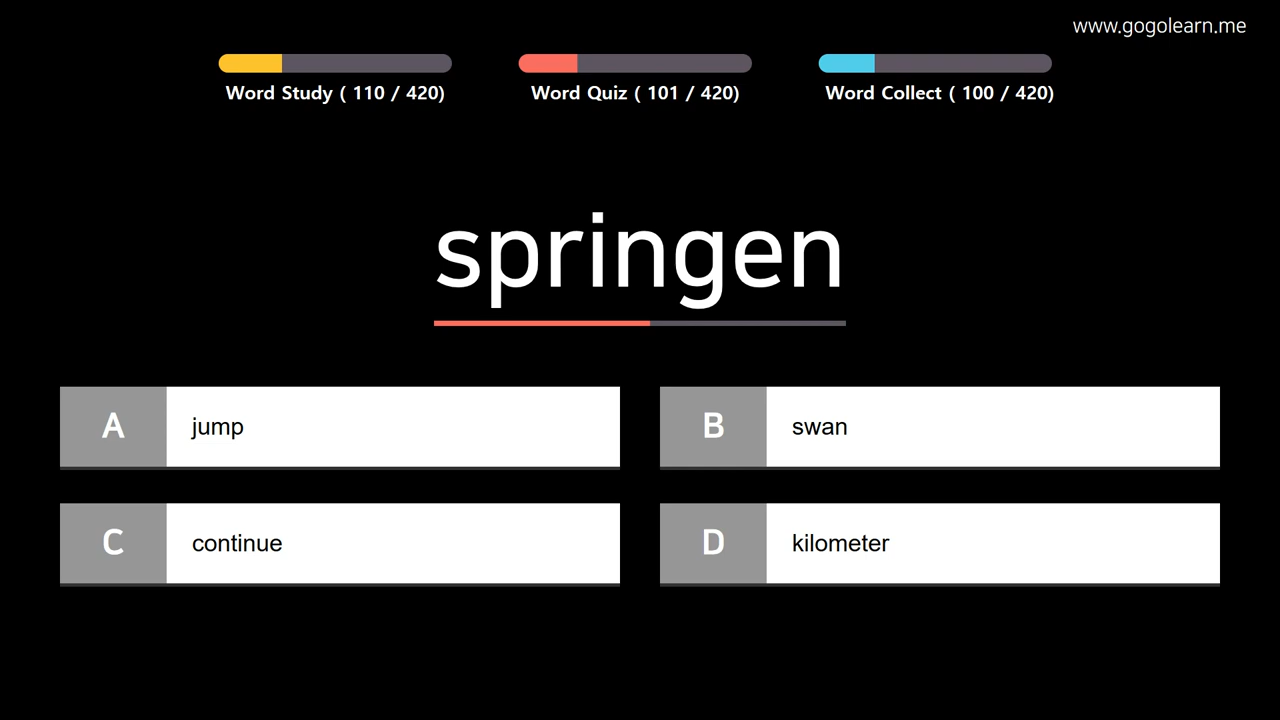 www.gogolearn.me
Word Study ( 110 / 420)
Word Quiz ( 101 / 420)
Word Collect ( 100 / 420)
springen
A jump
B swan
C continue
D kilometer